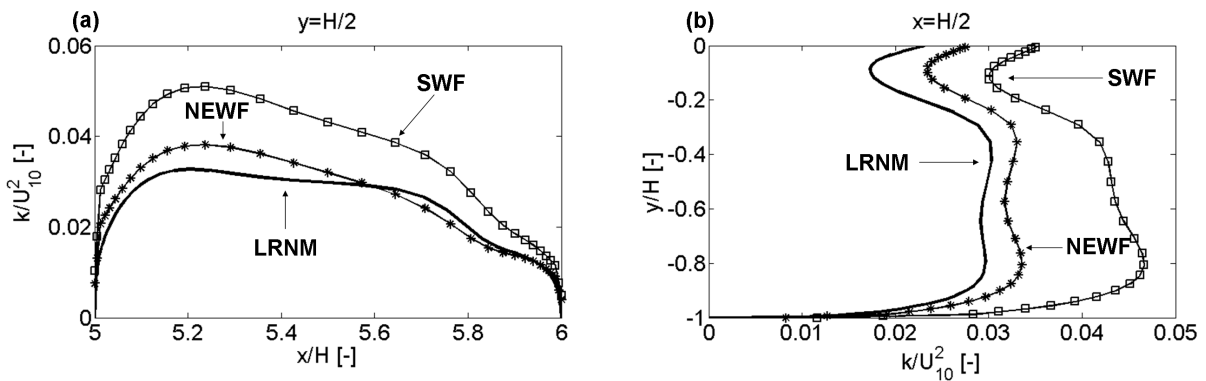 (a)
y=H/2
k/U²₁₀ [-]
0.06
0.04
0.02
0
SWF
NEWF
LRNM
5
5.2
5.4
5.6
5.8
6
x/H [-]
(b)
x=H/2
y/H [-]
0
-0.2
-0.4
-0.6
-0.8
-1
SWF
LRNM
NEWF
0
0.01
0.02
0.03
0.04
0.05
k/U²₁₀ [-]